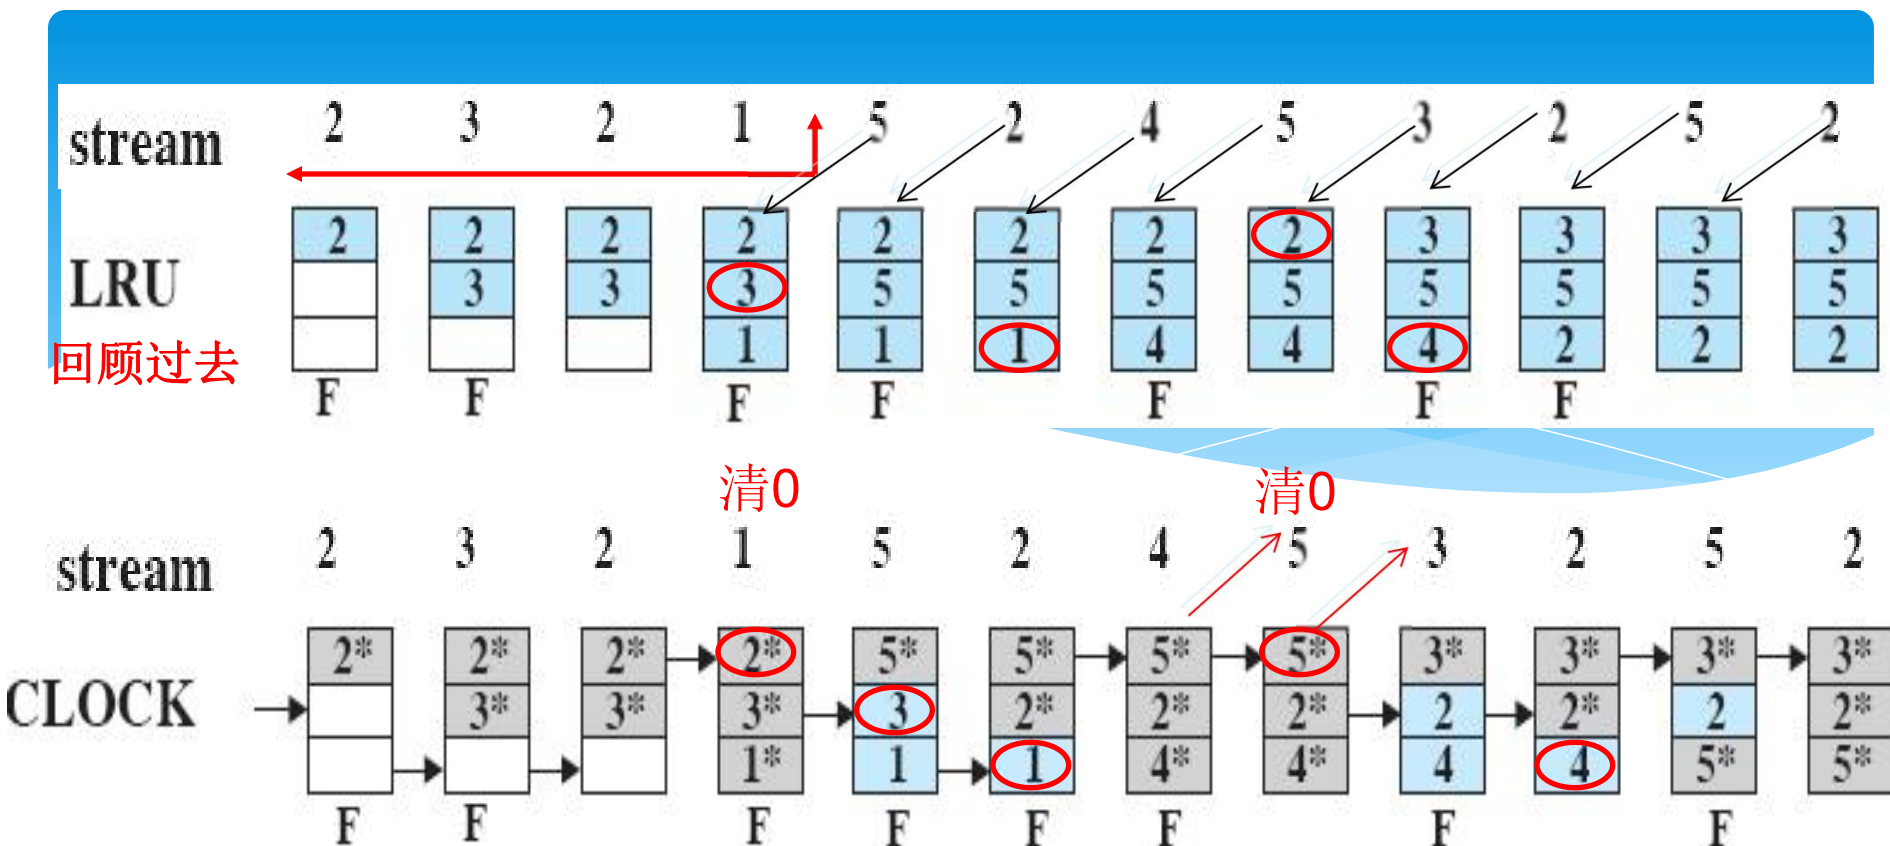 stream 2 3 2 1 5 2 4 5 3 2 5 2
2 2 2 2 2 2 2 2 3 3 3 3
LRU 3 3 3 5 5 5 5 5 5 5 5
回顾过去 1 1 1 4 4 4 2 2 2
F F F F F F F
清0 清0
stream 2 3 2 1 5 2 4 5 3 2 5 2
2* 2* 2* 2* 5* 5* 5* 5* 3* 3* 3* 3*
CLOCK 3* 3* 3* 3 2* 2* 2* 2 2* 2 2*
1* 1 1 4* 4* 4 4 5* 5*
F F F F F F F F